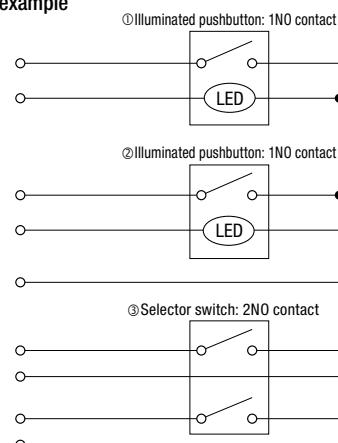 example
①Illuminated pushbutton: 1NO contact
LED
②Illuminated pushbutton: 1NO contact
LED
③Selector switch: 2NO contact